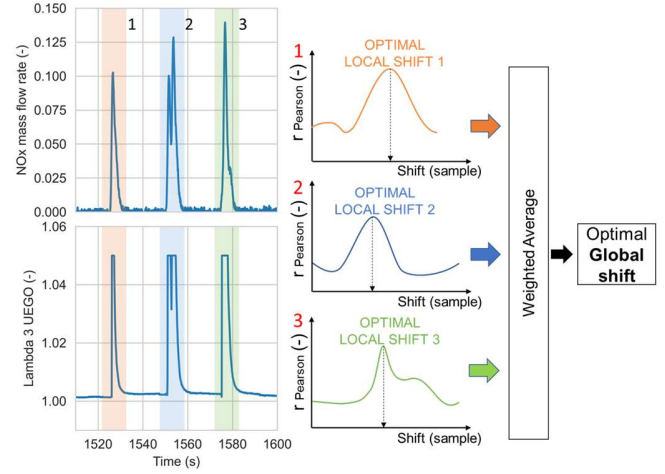 0.150
0.125
0.100
0.075
0.050
0.025
0.000
NOx mass flow rate (-)
1
2
3
1.06
1.04
1.02
1.00
Lambda 3 UEGO (-)
1520
1540
1560
1580
1600
Time (s)
1
OPTIMAL
LOCAL SHIFT 1
r Pearson (-)
Shift (sample)
2
OPTIMAL
LOCAL SHIFT 2
r Pearson (-)
Shift (sample)
3
OPTIMAL
LOCAL SHIFT 3
r Pearson (-)
Shift (sample)
Weighted Average
Optimal
Global
shift